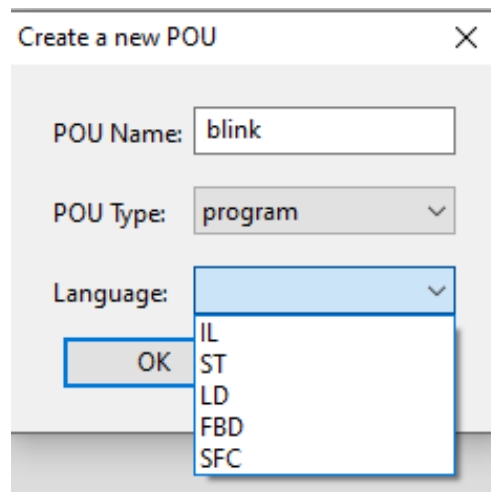 Create a new POU
POU Name: blink
POU Type: program
Language:
IL
OK
ST
LD
FBD
SFC